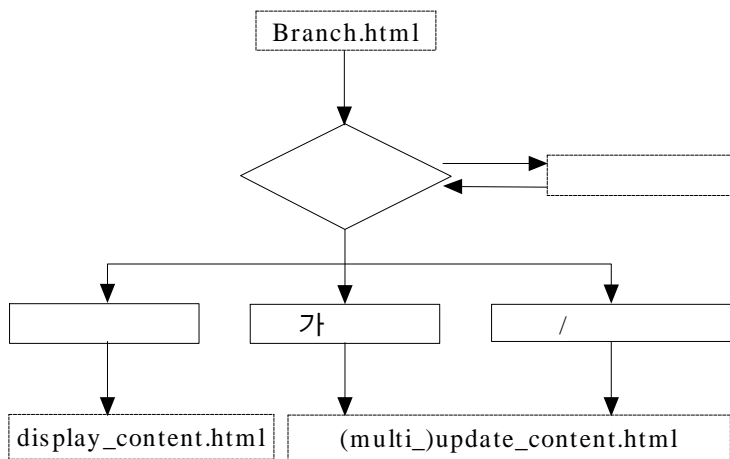 Branch.html
가
/
display_content.html
(multi_)update_content.html